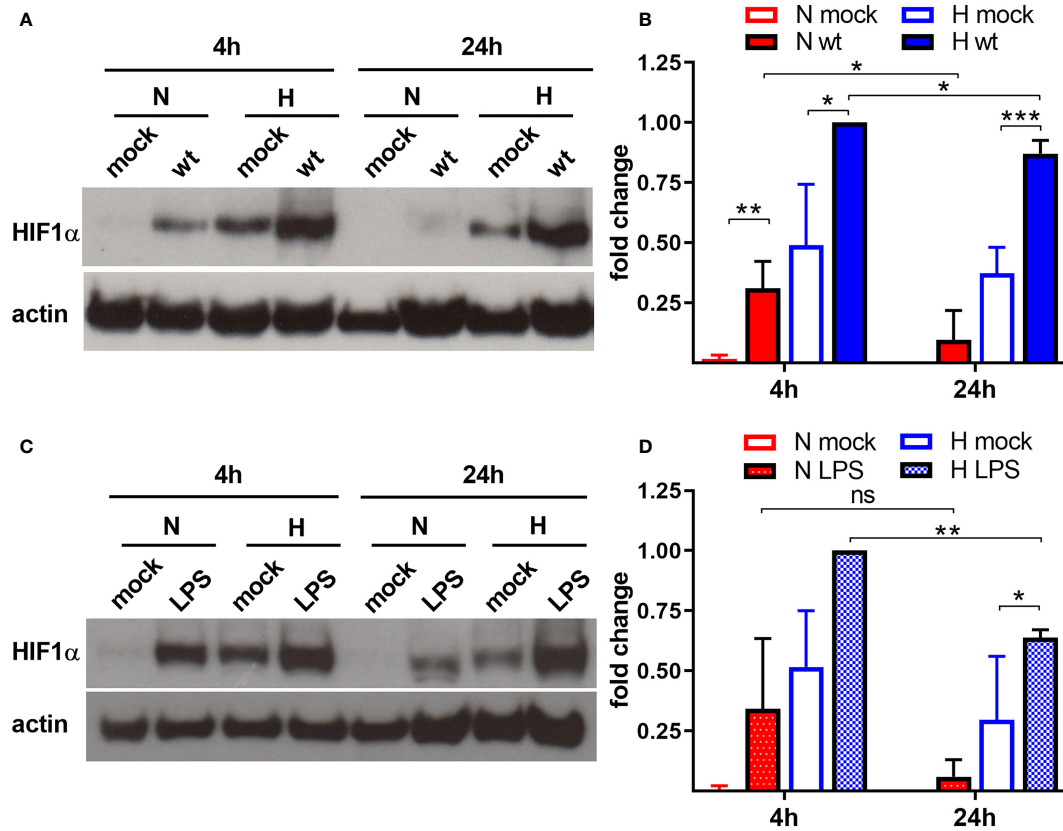 A
4h
24h
N
H
N
H
mock
wt
mock
wt
mock
wt
mock
wt
HIF1α
actin
B
N mock
H mock
N wt
H wt
fold change
1.25
1.00
0.75
0.50
0.25
*
*
*
***
**
4h
24h
C
4h
24h
N
H
N
H
mock
LPS
mock
LPS
mock
LPS
mock
LPS
HIF1α
actin
D
N mock
H mock
N LPS
H LPS
fold change
1.25
1.00
0.75
0.50
0.25
ns
**
*
4h
24h